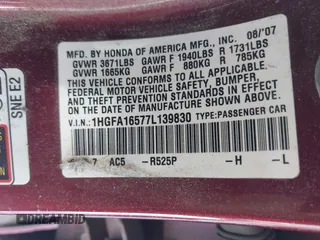 MFD. BY HONDA OF AMERICA MFG., INC. 08/'07
GVWR 3671LBS GAWR F 1940LBS R 1731LBS
GVWR 1665KG GAWR F 880KG R 785KG
THIS VEHICLE CONFORMS TO ALL APPLICABLE
FEDERAL MOTOR VEHICLE SAFETY, BUMPER,
AND THEFT PREVENTION STANDARDS IN EFFECT ON THE
DATE OF MANUFACTURE SHOWN ABOVE.
V.I.N: 1HGFA16577L139830 TYPE:PASSENGER CAR
7 AC5 -R525P -H -L
SNE E2
DREAMBID